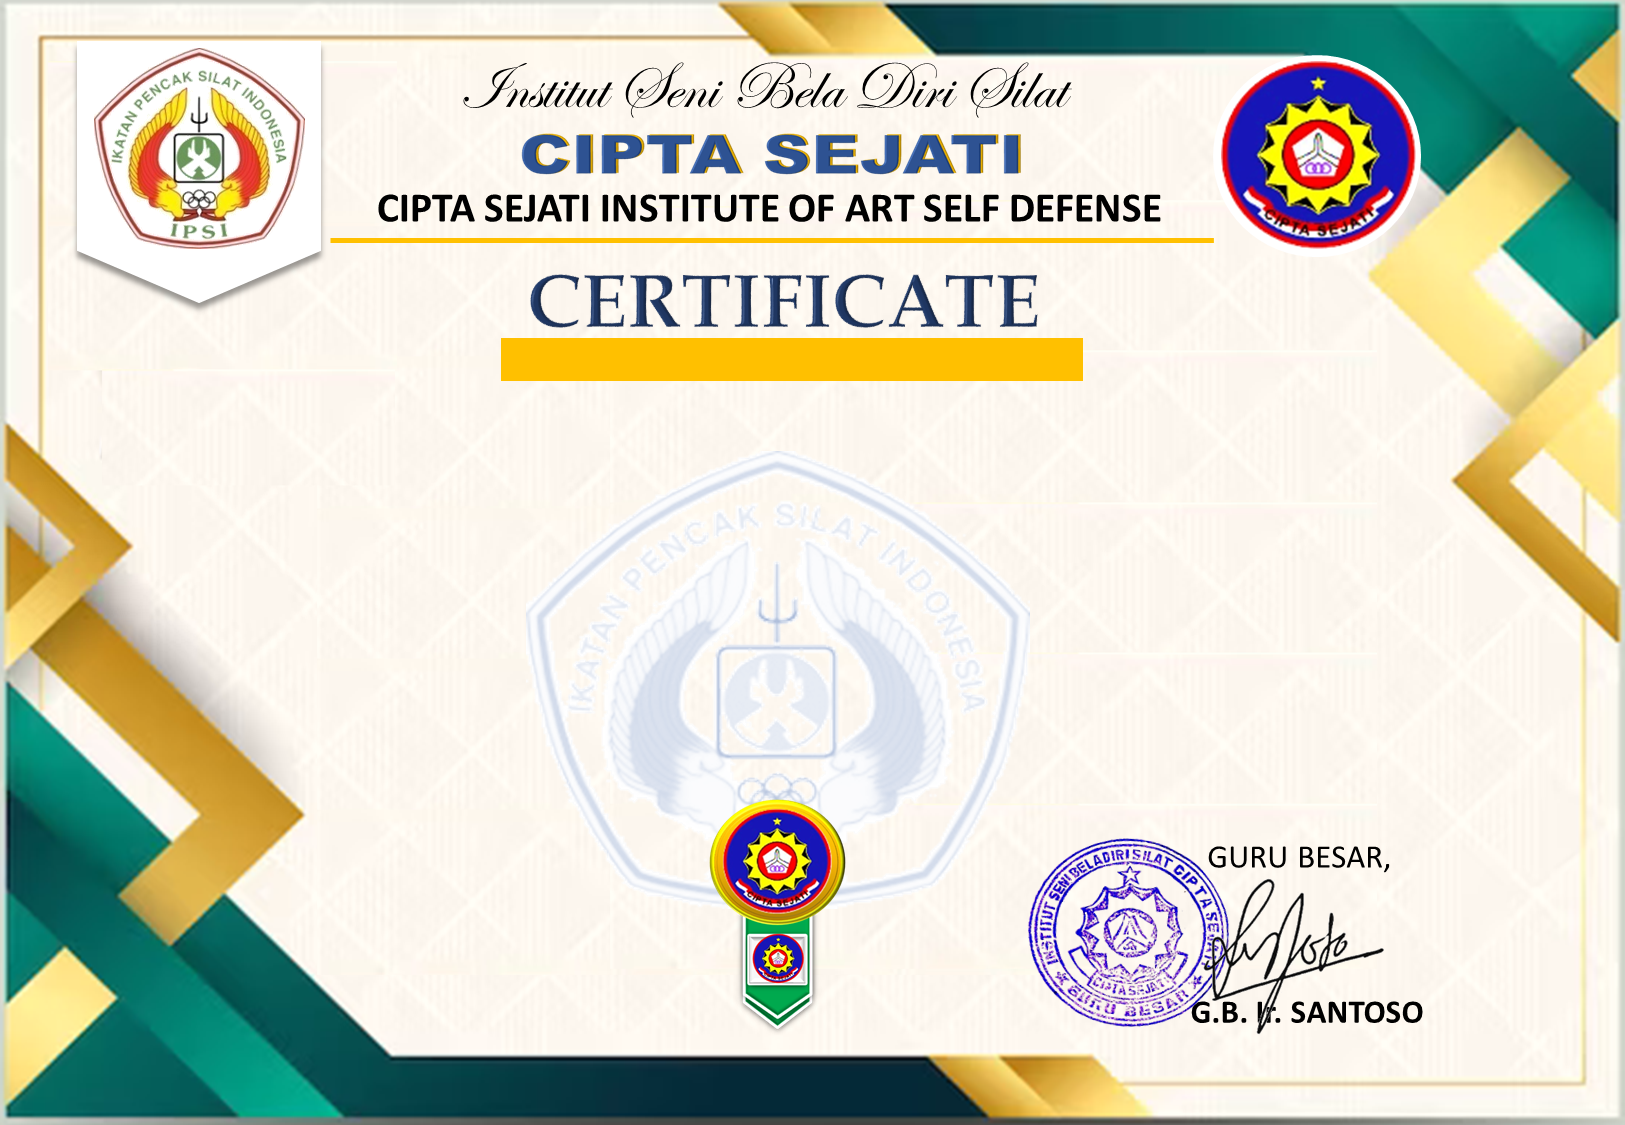 IKATAN PENCAK SILAT INDONESIA
IPSI
Institut Seni Bela Diri Silat
CIPTA SEJATI
CIPTA SEJATI INSTITUTE OF ART SELF DEFENSE
CIPTA SEJATI
CERTIFICATE
IKATAN PENCAK SILAT INDONESIA
CIPTA SEJATI
INSTITUT SENI BELADIRI SILAT CIPTA SEJATI
CIPTA SEJATI
GURU BESAR
GURU BESAR,
G.B. Ir. SANTOSO